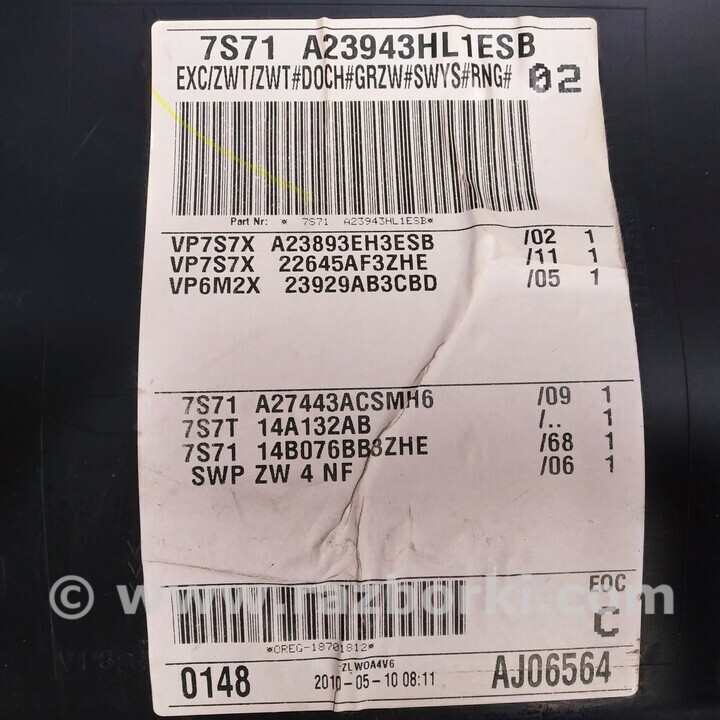 7S71 A23943HL1ESB
EXC/ZWT/ZWT#DOCH#GRZW#SWYS#RNG# 02
Part Nr: * 7S71 A23943HL1ESB*
VP7S7X A23893EH3ESB /02 1
VP7S7X 22645AF3ZHE /11 1
VP6M2X 23929AB3CBD /05 1
7S71 A27443ACSMH6 /09 1
7S7T 14A132AB /.. 1
7S71 14B076BB3ZHE /68 1
SWP ZW 4 NF /06 1
© www.razborki.com
EOC
C
*OREG-18701812*
ZLWOA4V6
0148 2010-05-10 08:11 AJ06564